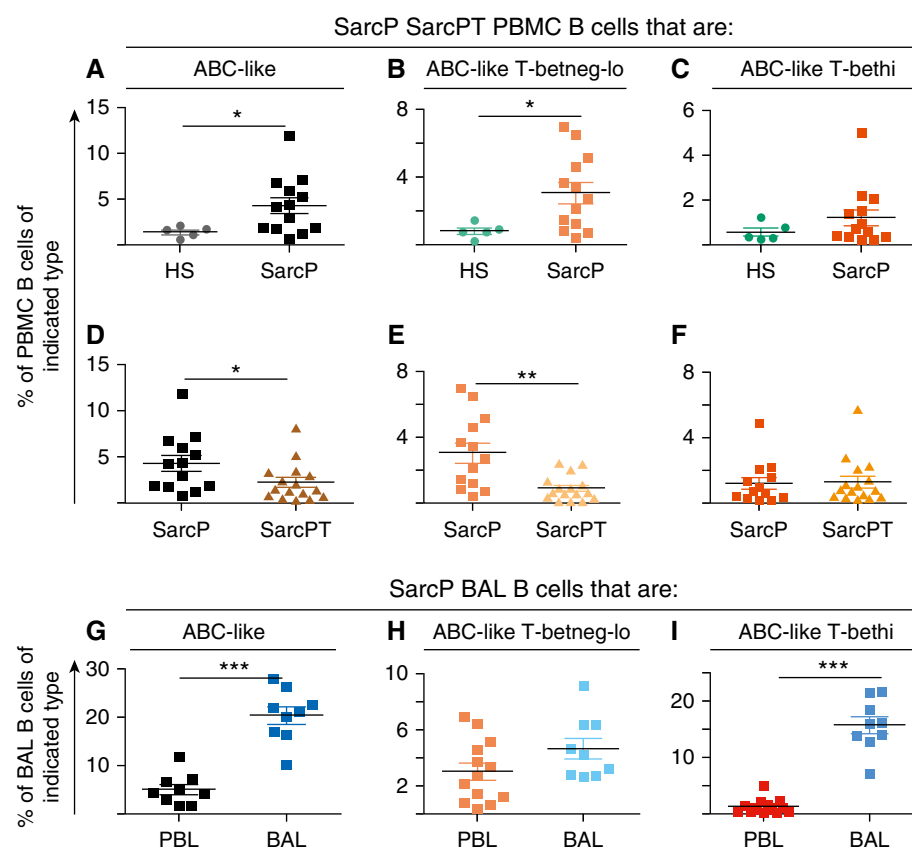 SarcP SarcPT PBMC B cells that are:
A
ABC-like
B
ABC-like T-betneg-lo
C
ABC-like T-bethi
% of PBMC B cells of
indicated type
15
10
5
*
HS
SarcP
8
4
*
HS
SarcP
6
4
2
HS
SarcP
D
15
10
5
*
SarcP
SarcPT
E
8
4
**
SarcP
SarcPT
F
8
4
SarcP
SarcPT
SarcP BAL B cells that are:
G
ABC-like
H
ABC-like T-betneg-lo
I
ABC-like T-bethi
% of BAL B cells of
indicated type
30
20
10
***
PBL
BAL
10
6
2
PBL
BAL
20
10
***
PBL
BAL